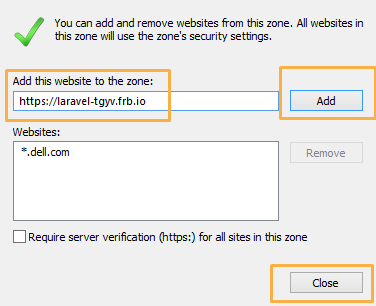 You can add and remove websites from this zone. All websites in
this zone will use the zone's security settings.
Add this website to the zone:
https://laravel-tgyv.frb.io
Add
Websites:
*.dell.com
Remove
Require server verification (https:) for all sites in this zone
Close